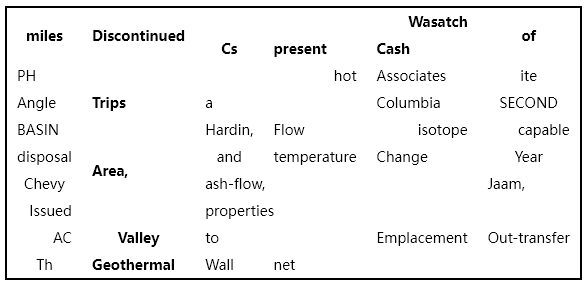 miles Discontinued Wasatch of
Cs present Cash
PH hot Associates ite
Angle Trips a Columbia SECOND
BASIN Hardin, Flow isotope capable
disposal Area, and temperature Change Year
Chevy ash-flow, Jaam,
Issued properties
AC Valley to Emplacement Out-transfer
Th Geothermal Wall net